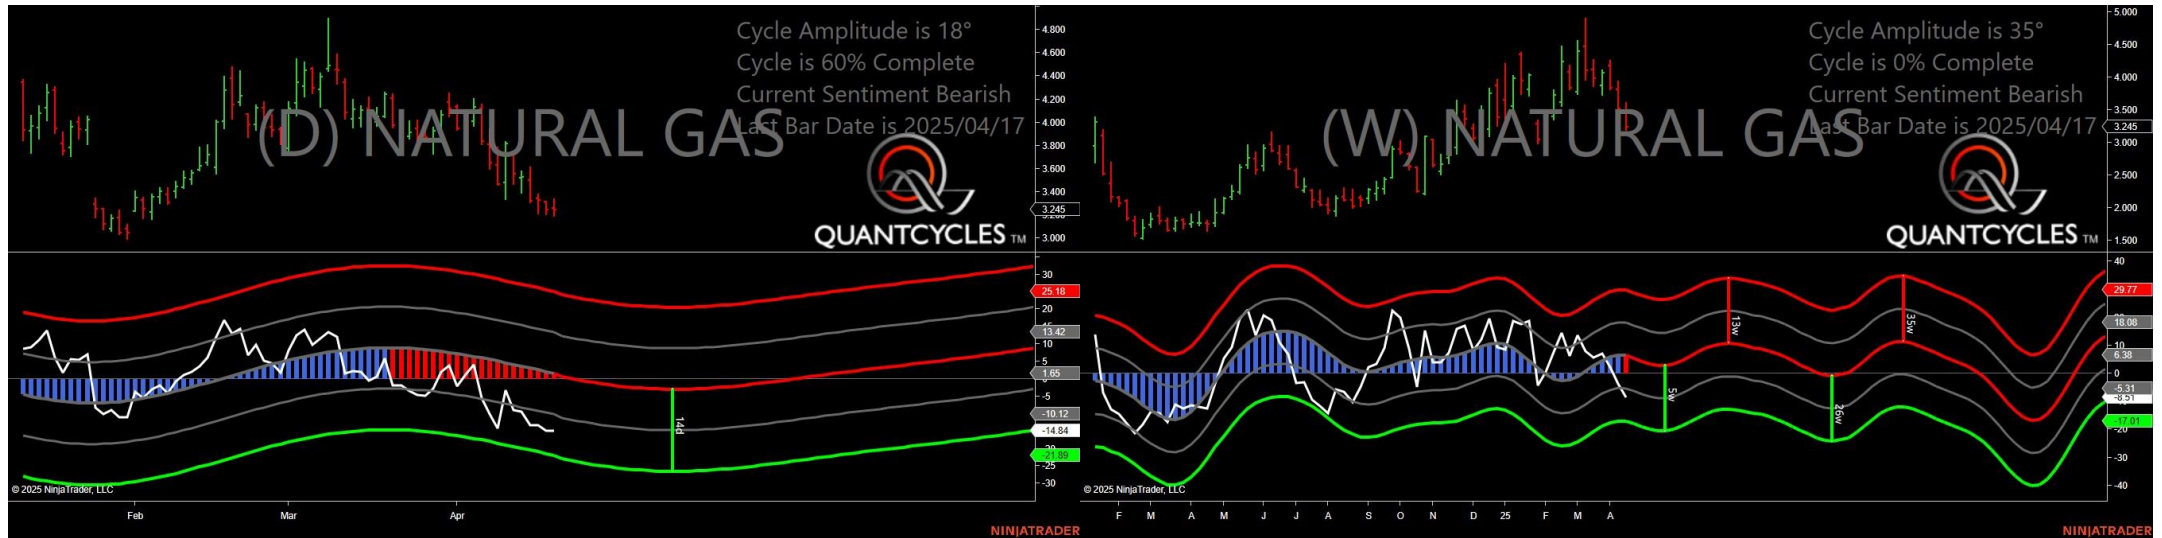 Cycle Amplitude is 18°
Cycle is 60% Complete
Current Sentiment Bearish
Last Bar Date is 2025/04/17
(D) NATURAL GAS
QUANTCYCLES TM
4.800
4.600
4.400
4.200
4.000
3.800
3.600
3.400
3.245
3.200
3.000
30
25.18
20
13.42
10
5
1.65
-5
-10.12
-14.84
-21.89
-25
-30
14d
© 2025 NinjaTrader, LLC
Feb Mar Apr
NINJATRADER
Cycle Amplitude is 35°
Cycle is 0% Complete
Current Sentiment Bearish
Last Bar Date is 2025/04/17
(W) NATURAL GAS
QUANTCYCLES TM
5.000
4.500
4.000
3.500
3.245
3.000
2.500
2.000
1.500
40
29.77
18.08
10
6.38
0
-5.31
-8.51
-17.01
-20
-30
-40
5w
13w
26w
35w
© 2025 NinjaTrader, LLC
F M A M J J A S O N D 25 F M A
NINJATRADER